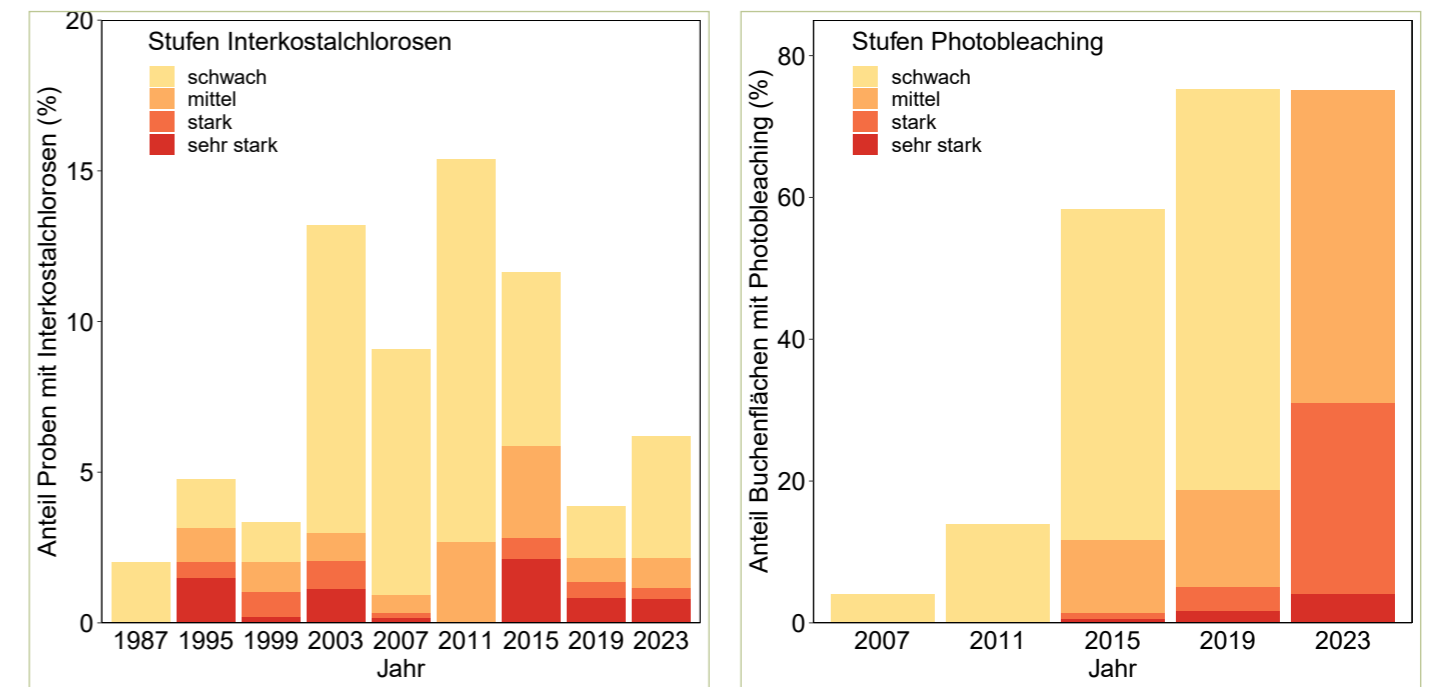 Anteil Proben mit Interkostalchlorosen (%)
20
15
10
5
0
Stufen Interkostalchlorosen
schwach
mittel
stark
sehr stark
1987 1995 1999 2003 2007 2011 2015 2019 2023
Jahr
Anteil Buchenflächen mit Photobleaching (%)
80
60
40
20
0
Stufen Photobleaching
schwach
mittel
stark
sehr stark
2007 2011 2015 2019 2023
Jahr